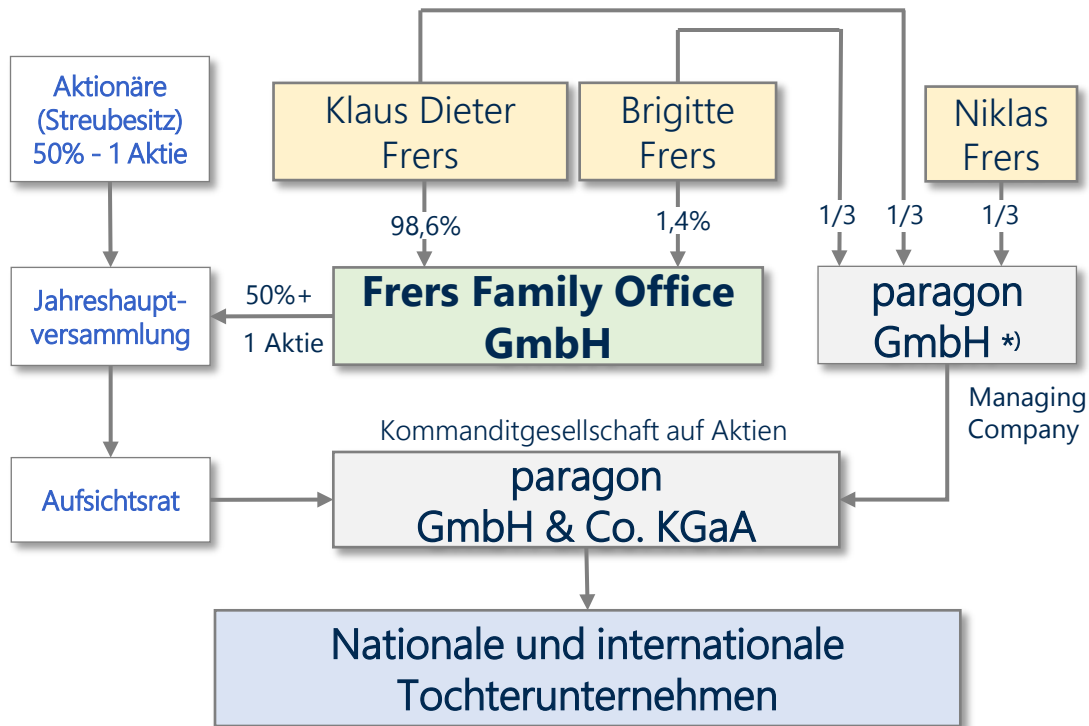 Aktionäre
(Streubesitz)
50% - 1 Aktie
Klaus Dieter
Frers
Brigitte
Frers
Niklas
Frers
98,6%
1,4%
1/3
1/3
1/3
Jahreshaupt-
versammlung
50%+
1 Aktie
Frers Family Office
GmbH
paragon
GmbH *)
Managing
Company
Kommanditgesellschaft auf Aktien
Aufsichtsrat
paragon
GmbH & Co. KGaA
Nationale und internationale
Tochterunternehmen